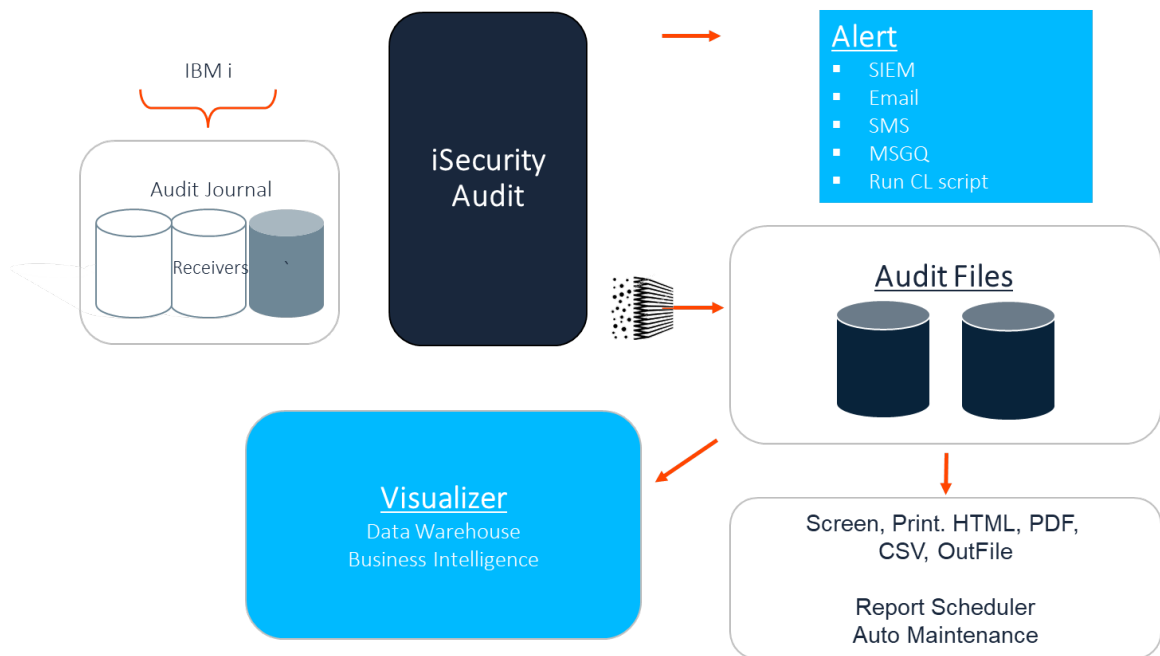 IBM i
Audit Journal
Receivers
iSecurity
Audit
Alert
▪ SIEM
▪ Email
▪ SMS
▪ MSGQ
▪ Run CL script
Audit Files
Visualizer
Data Warehouse
Business Intelligence
Screen, Print. HTML, PDF,
CSV, OutFile
Report Scheduler
Auto Maintenance